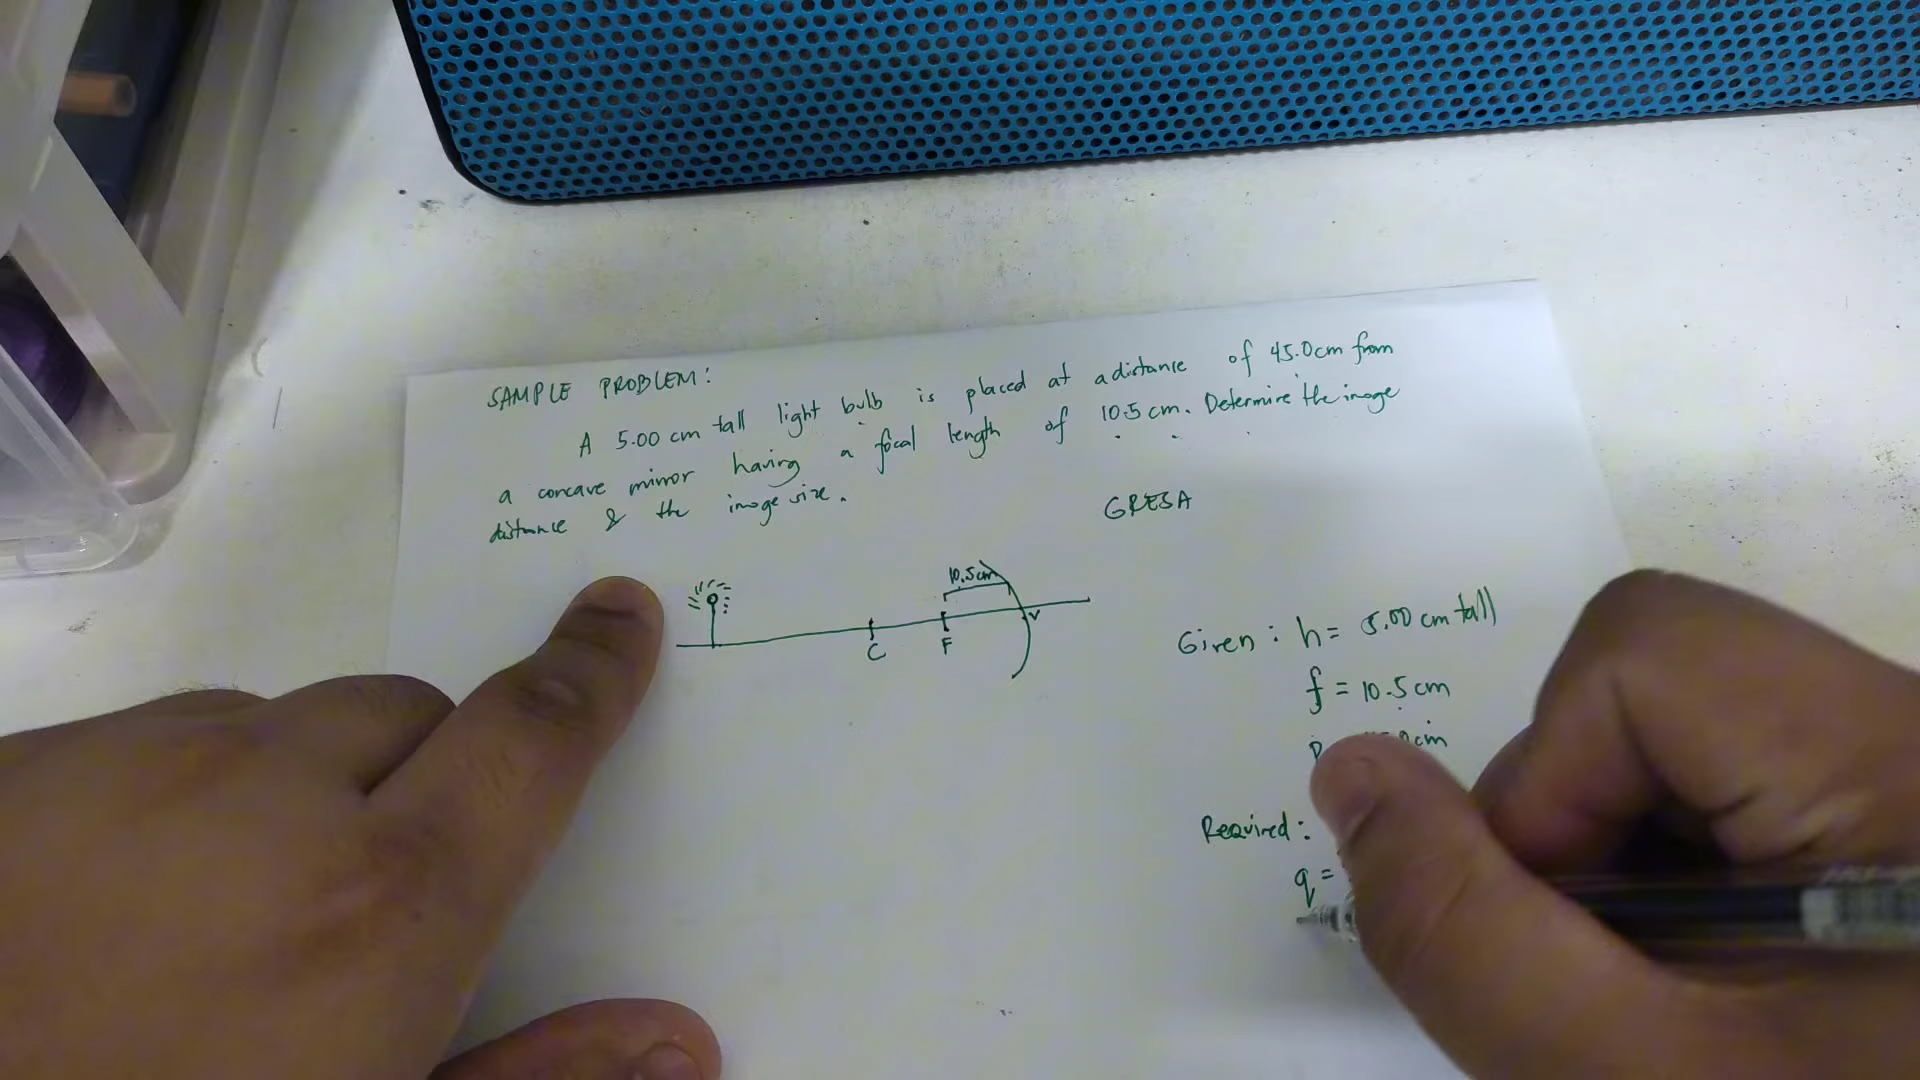 SAMPLE PROBLEM:
A 5.00 cm tall light bulb is placed at a distance of 45.0cm from
a concave mirror having a focal length of 10.5 cm. Determine the image
distance & the image size.
GRESA
10.5cm
C F V
Given: h = 5.00 cm tall
f = 10.5 cm
cm
Required:
q =